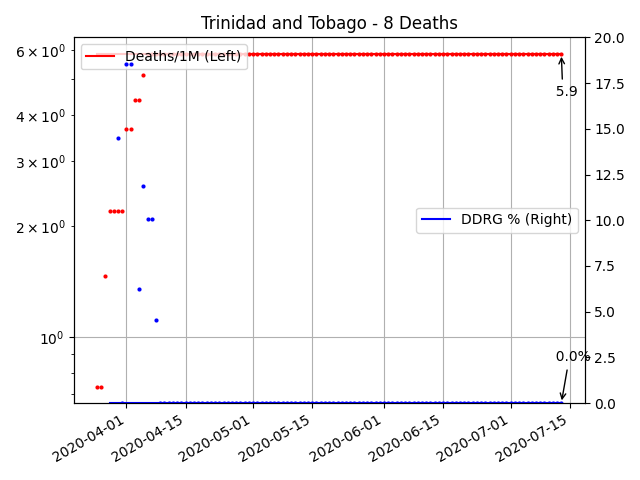 Trinidad and Tobago - 8 Deaths
Deaths/1M (Left)
DDRG % (Right)
5.9
0.0%
6 × 10⁰
4 × 10⁰
3 × 10⁰
2 × 10⁰
10⁰
20.0
17.5
15.0
12.5
10.0
7.5
5.0
2.5
0.0
2020-04-01
2020-04-15
2020-05-01
2020-05-15
2020-06-01
2020-06-15
2020-07-01
2020-07-15